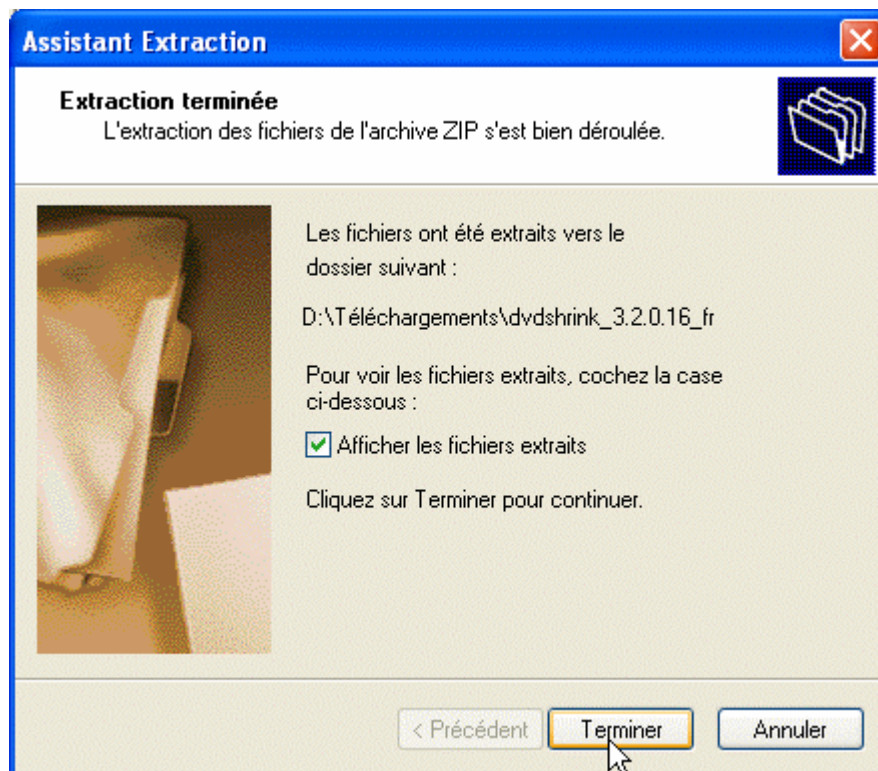 Assistant Extraction
Extraction terminée
L'extraction des fichiers de l'archive ZIP s'est bien déroulée.
Les fichiers ont été extraits vers le
dossier suivant :
D:\Téléchargements\dvdshrink_3.2.0.16_fr
Pour voir les fichiers extraits, cochez la case
ci-dessous :
Afficher les fichiers extraits
Cliquez sur Terminer pour continuer.
< Précédent Terminer Annuler